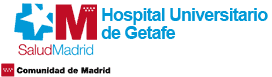 Hospital Universitario
de Getafe
SaludMadrid
Comunidad de Madrid